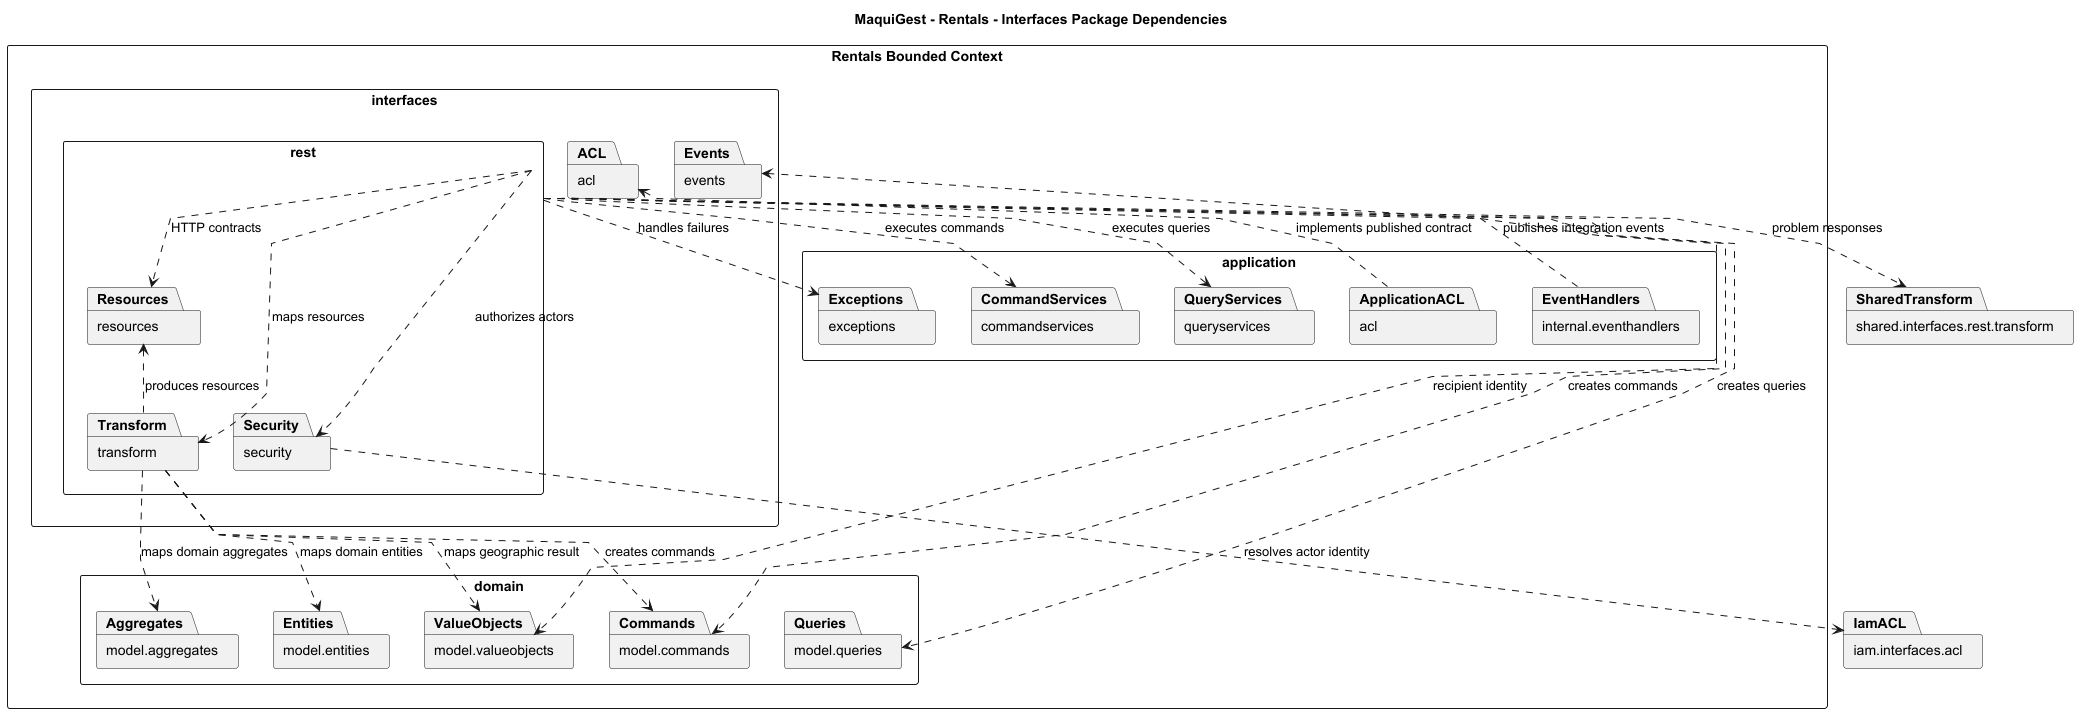 MaquiGest - Rentals - Interfaces Package Dependencies
Rentals Bounded Context
interfaces
rest
ACL
acl
Events
events
HTTP contracts
handles failures
executes commands
executes queries
implements published contract
publishes integration events
problem responses
application
Resources
resources
Exceptions
exceptions
CommandServices
commandservices
QueryServices
queryservices
ApplicationACL
acl
EventHandlers
internal.eventhandlers
SharedTransform
shared.interfaces.rest.transform
maps resources
authorizes actors
produces resources
recipient identity
creates commands
creates queries
Transform
transform
Security
security
maps domain aggregates
maps domain entities
maps geographic result
creates commands
resolves actor identity
domain
Aggregates
model.aggregates
Entities
model.entities
ValueObjects
model.valueobjects
Commands
model.commands
Queries
model.queries
IamACL
iam.interfaces.acl